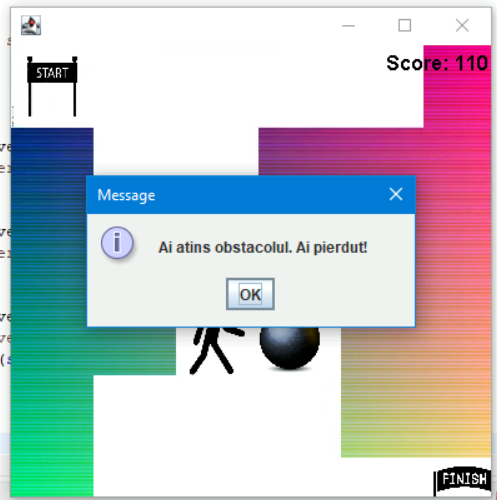 START
Score: 110
Message
Ai atins obstacolul. Ai pierdut!
OK
FINISH